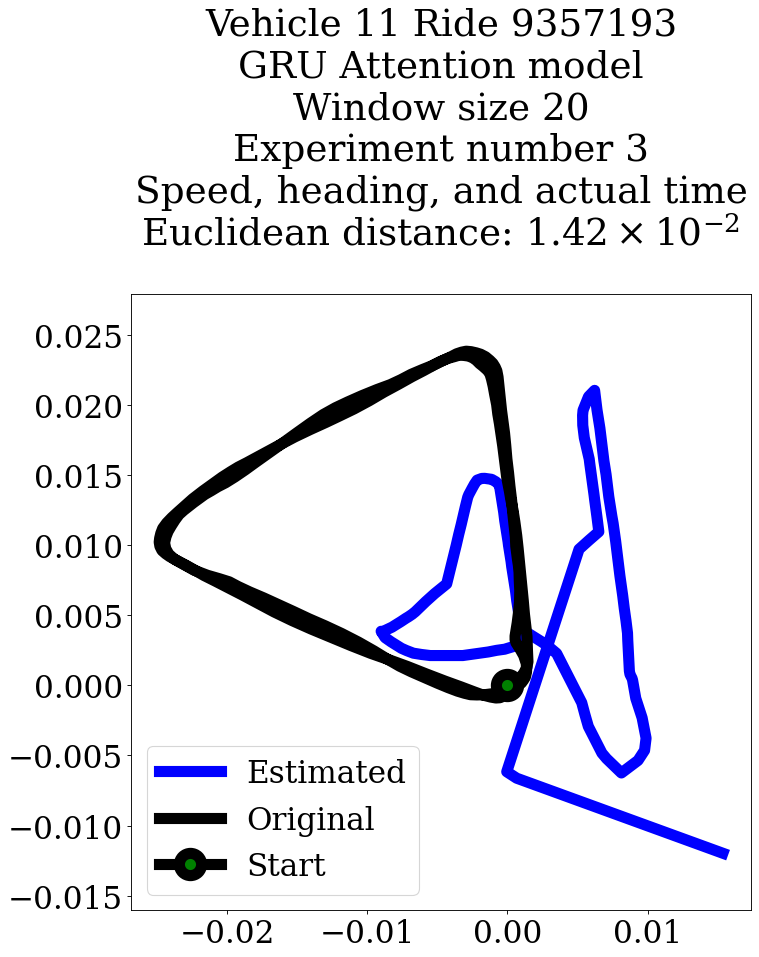 Vehicle 11 Ride 9357193
GRU Attention model
Window size 20
Experiment number 3
Speed, heading, and actual time
Euclidean distance: 1.42 × 10⁻²
0.025
0.020
0.015
0.010
0.005
0.000
−0.005
−0.010
−0.015
Estimated
Original
Start
−0.02
−0.01
0.00
0.01